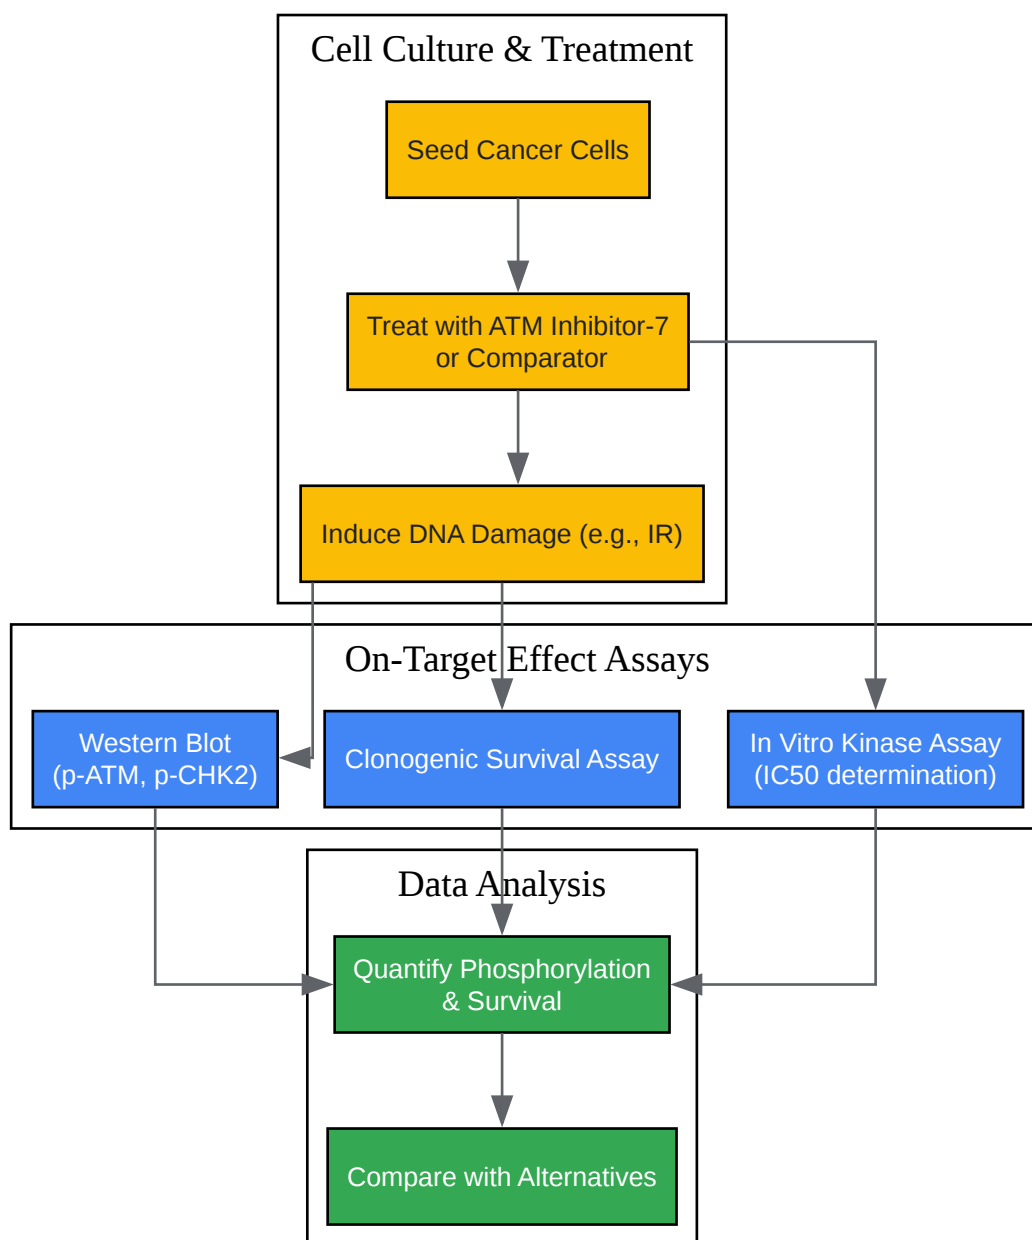 Cell Culture & Treatment
Seed Cancer Cells
Treat with ATM Inhibitor-7
or Comparator
Induce DNA Damage (e.g., IR)
On-Target Effect Assays
Western Blot
(p-ATM, p-CHK2)
Clonogenic Survival Assay
In Vitro Kinase Assay
(IC50 determination)
Data Analysis
Quantify Phosphorylation
& Survival
Compare with Alternatives